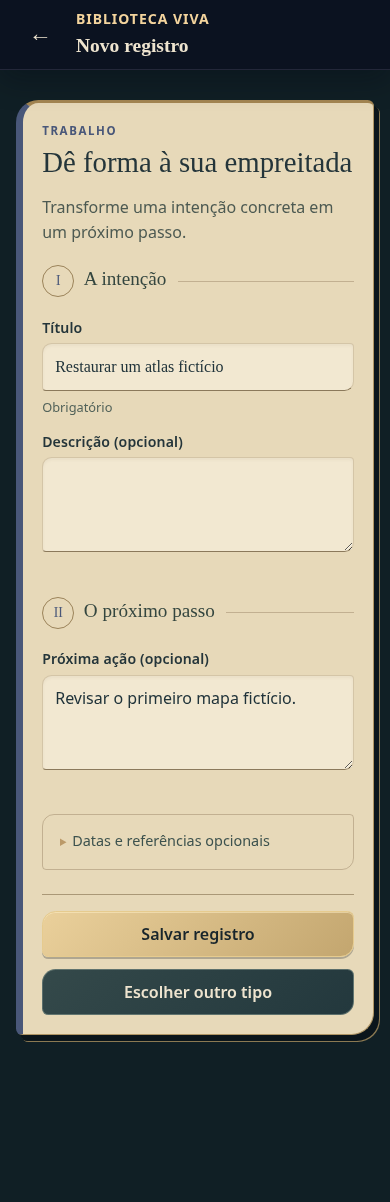 ←
BIBLIOTECA VIVA
Novo registro
TRABALHO
Dê forma à sua empreitada
Transforme uma intenção concreta em
um próximo passo.
I A intenção
Título
Restaurar um atlas fictício
Obrigatório
Descrição (opcional)
II O próximo passo
Próxima ação (opcional)
Revisar o primeiro mapa fictício.
▸ Datas e referências opcionais
Salvar registro
Escolher outro tipo